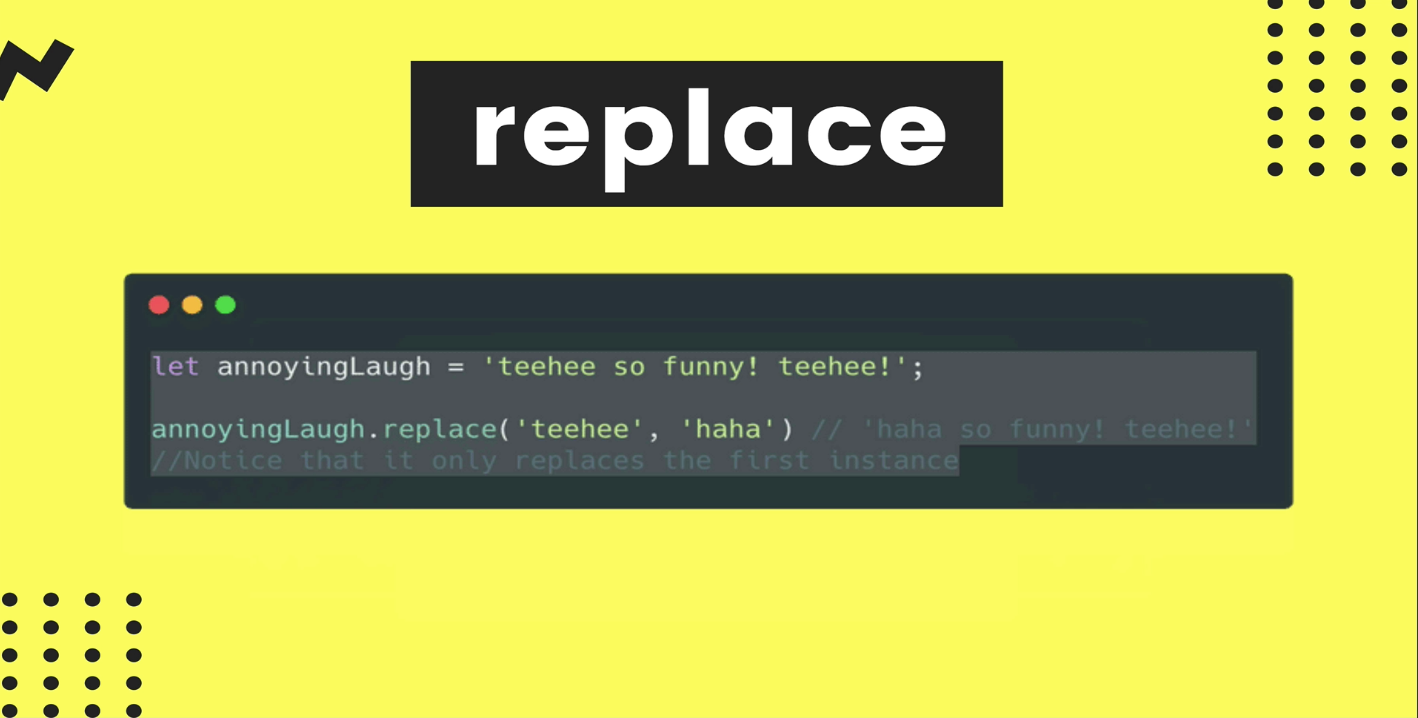 replace
let annoyingLaugh = 'teehee so funny! teehee!';
annoyingLaugh.replace('teehee', 'haha') // 'haha so funny! teehee!'
//Notice that it only replaces the first instance